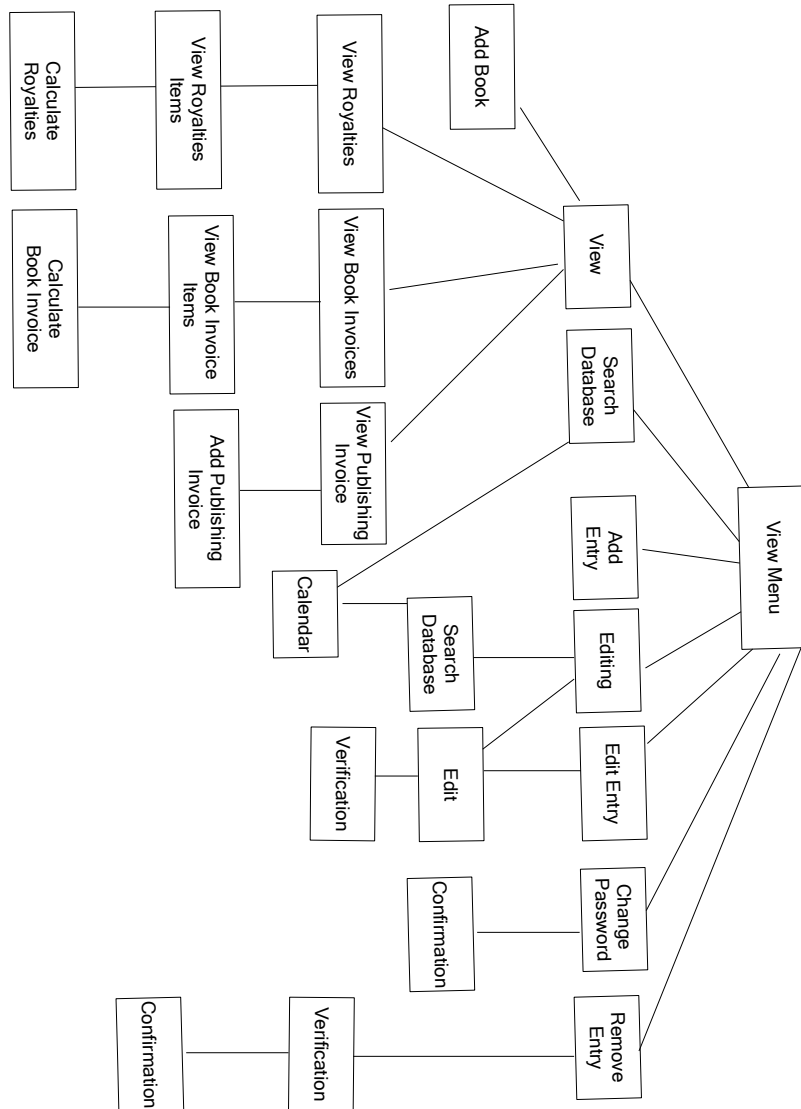 View Menu
View
Search
Database
Add
Entry
Editing
Edit Entry
Change
Password
Remove
Entry
Add Book
Search
Database
Edit
Confirmation
View Royalties
View Book Invoices
View Publishing
Invoice
Calendar
Verification
Verification
View Royalties
Items
View Book Invoice
Items
Add Publishing
Invoice
Confirmation
Calculate
Royalties
Calculate
Book Invoice